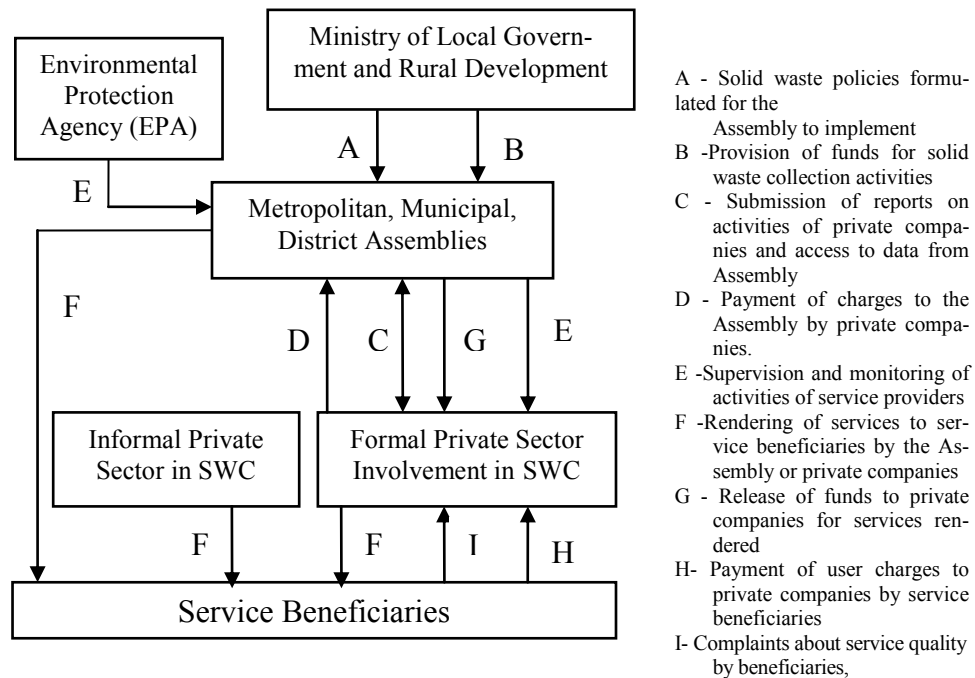 Ministry of Local Govern-
ment and Rural Development
Environmental
Protection
Agency (EPA)
A
B
E
Metropolitan, Municipal,
District Assemblies
F
D
C
G
E
Informal Private
Sector in SWC
Formal Private Sector
Involvement in SWC
F
F
I
H
Service Beneficiaries
A - Solid waste policies formu-
lated for the
Assembly to implement
B -Provision of funds for solid
waste collection activities
C - Submission of reports on
activities of private compa-
nies and access to data from
Assembly
D - Payment of charges to the
Assembly by private compa-
nies.
E -Supervision and monitoring of
activities of service providers
F -Rendering of services to ser-
vice beneficiaries by the As-
sembly or private companies
G - Release of funds to private
companies for services ren-
dered
H- Payment of user charges to
private companies by service
beneficiaries
I- Complaints about service quality
by beneficiaries,